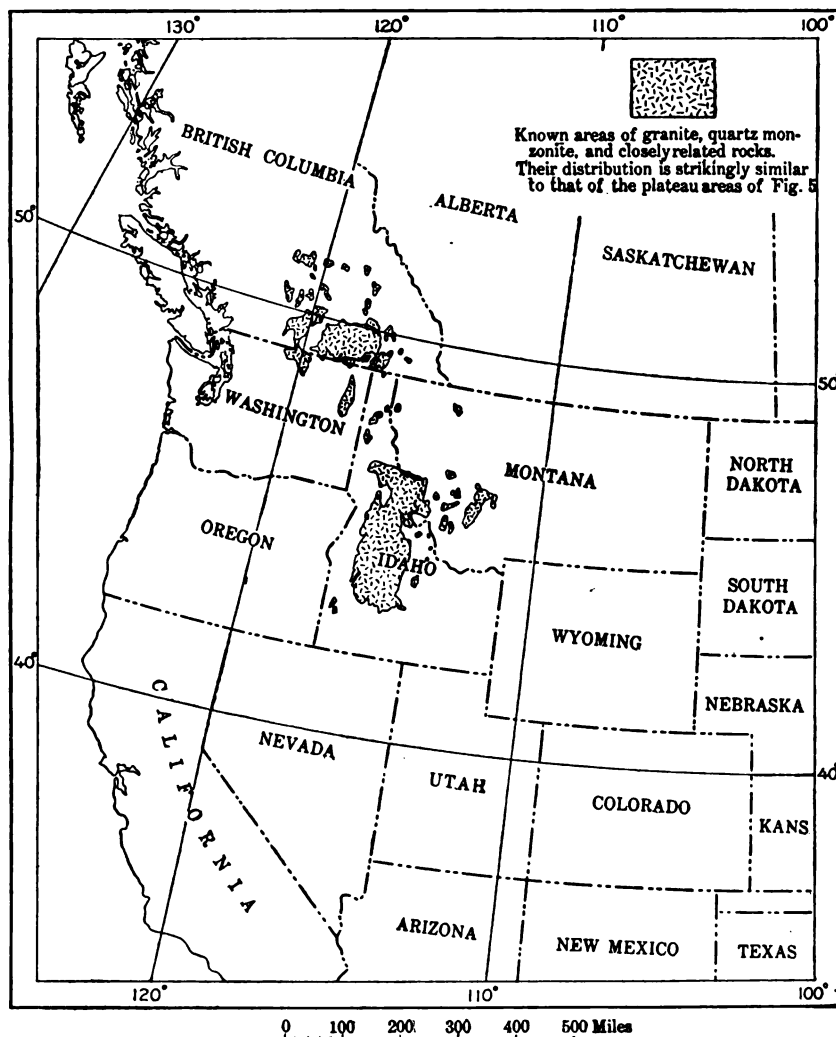 130°
120°
110°
100°
Known areas of granite, quartz mon-
zonite, and closely related rocks.
Their distribution is strikingly similar
to that of the plateau areas of Fig. 5
BRITISH COLUMBIA
ALBERTA
SASKATCHEWAN
50°
50°
WASHINGTON
MONTANA
NORTH
DAKOTA
OREGON
IDAHO
SOUTH
DAKOTA
WYOMING
40°
NEBRASKA
CALIFORNIA
NEVADA
UTAH
COLORADO
40°
KANS
ARIZONA
NEW MEXICO
TEXAS
120°
110°
100°
0 100 200 300 400 500 Miles